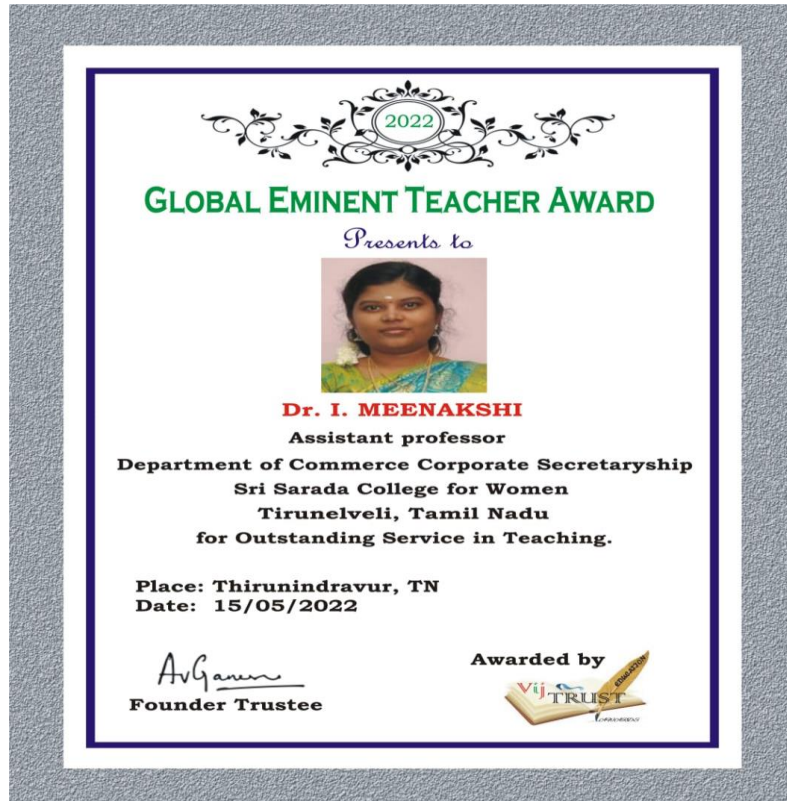 2022
GLOBAL EMINENT TEACHER AWARD
Presents to
Dr. I. MEENAKSHI
Assistant professor
Department of Commerce Corporate Secretaryship
Sri Sarada College for Women
Tirunelveli, Tamil Nadu
for Outstanding Service in Teaching.
Place: Thirunindravur, TN
Date: 15/05/2022
Founder Trustee
Awarded by
EDUCATION
Vij TRUST